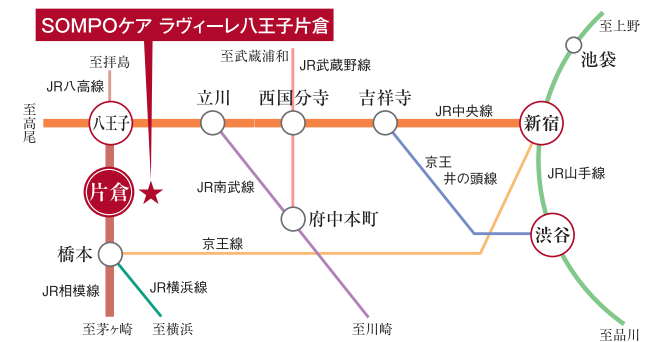 SOMPOケア ラヴィーレ八王子片倉
至上野
至拝島
至武蔵浦和
池袋
JR八高線
JR武蔵野線
立川
西国分寺
吉祥寺
JR中央線
至高尾
八王子
新宿
京王
井の頭線
JR山手線
片倉
JR南武線
府中本町
渋谷
京王線
橋本
JR相模線
JR横浜線
至茅ヶ崎
至横浜
至川崎
至品川